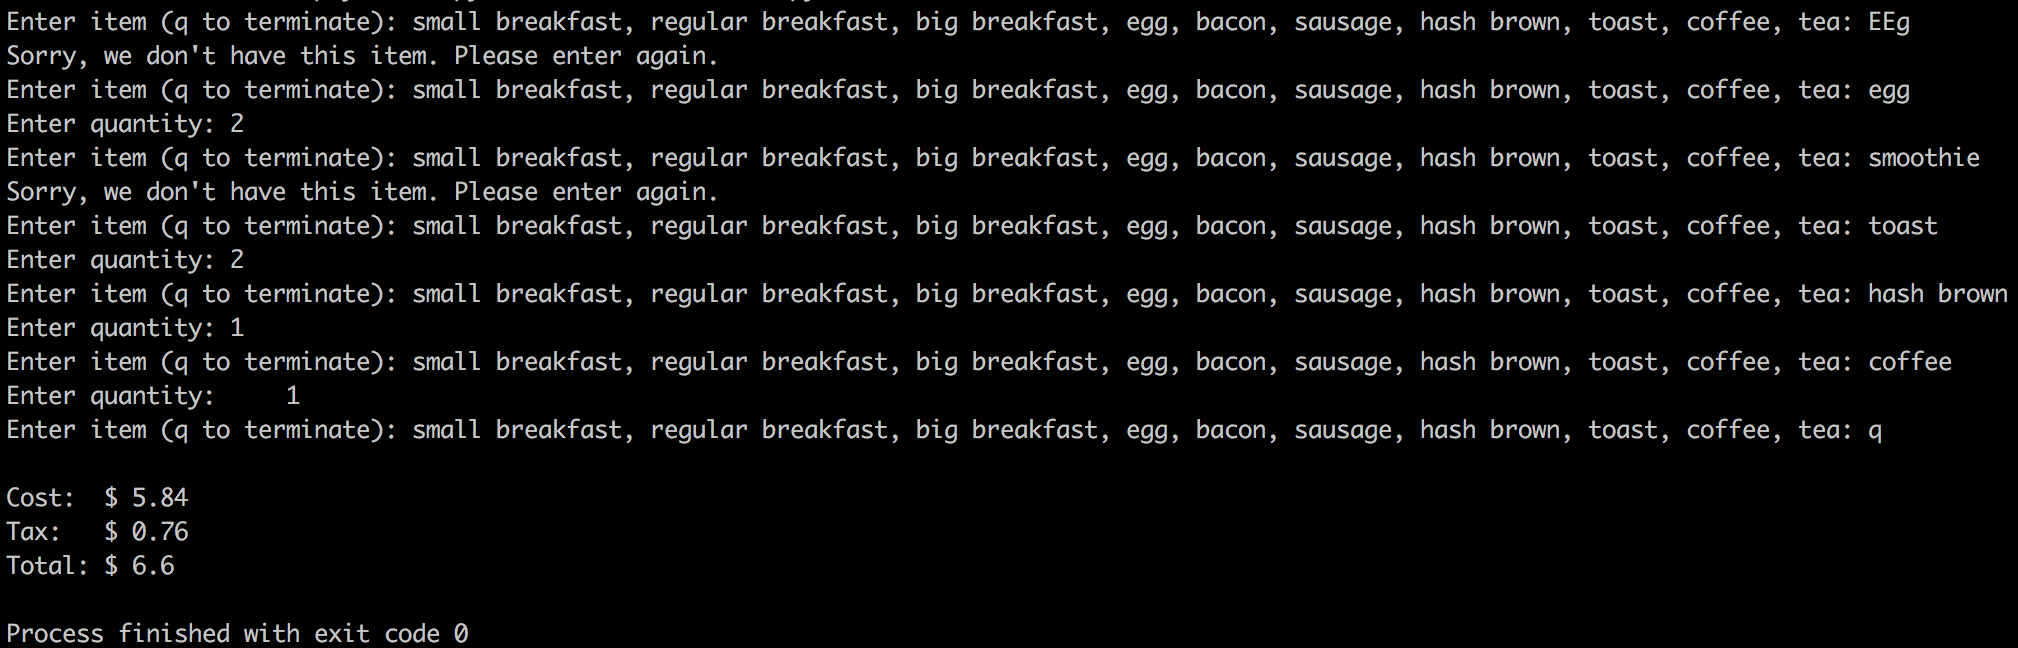 Enter item (q to terminate): small breakfast, regular breakfast, big breakfast, egg, bacon, sausage, hash brown, toast, coffee, tea: EEg
Sorry, we don't have this item. Please enter again.
Enter item (q to terminate): small breakfast, regular breakfast, big breakfast, egg, bacon, sausage, hash brown, toast, coffee, tea: egg
Enter quantity: 2
Enter item (q to terminate): small breakfast, regular breakfast, big breakfast, egg, bacon, sausage, hash brown, toast, coffee, tea: smoothie
Sorry, we don't have this item. Please enter again.
Enter item (q to terminate): small breakfast, regular breakfast, big breakfast, egg, bacon, sausage, hash brown, toast, coffee, tea: toast
Enter quantity: 2
Enter item (q to terminate): small breakfast, regular breakfast, big breakfast, egg, bacon, sausage, hash brown, toast, coffee, tea: hash brown
Enter quantity: 1
Enter item (q to terminate): small breakfast, regular breakfast, big breakfast, egg, bacon, sausage, hash brown, toast, coffee, tea: coffee
Enter quantity:     1
Enter item (q to terminate): small breakfast, regular breakfast, big breakfast, egg, bacon, sausage, hash brown, toast, coffee, tea: q
Cost:  $ 5.84
Tax:   $ 0.76
Total: $ 6.6
Process finished with exit code 0